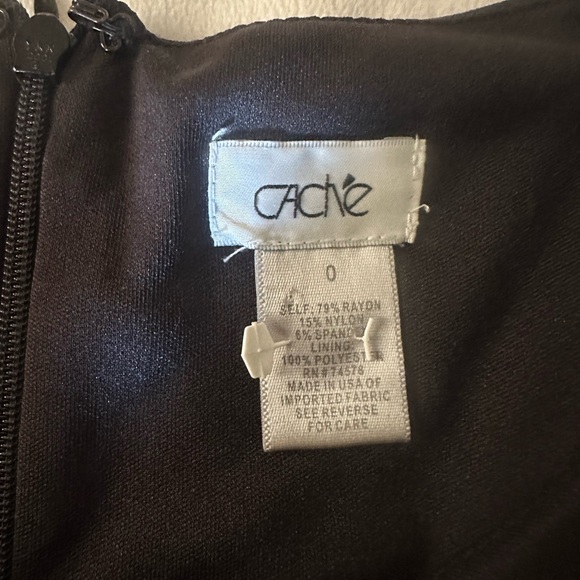 CAChé
0
SELF: 79% RAYON
15% NYLON
6% SPAND
LINING:
100% POLYESTER
RN# 74578
MADE IN USA OF
IMPORTED FABRIC
SEE REVERSE
FOR CARE